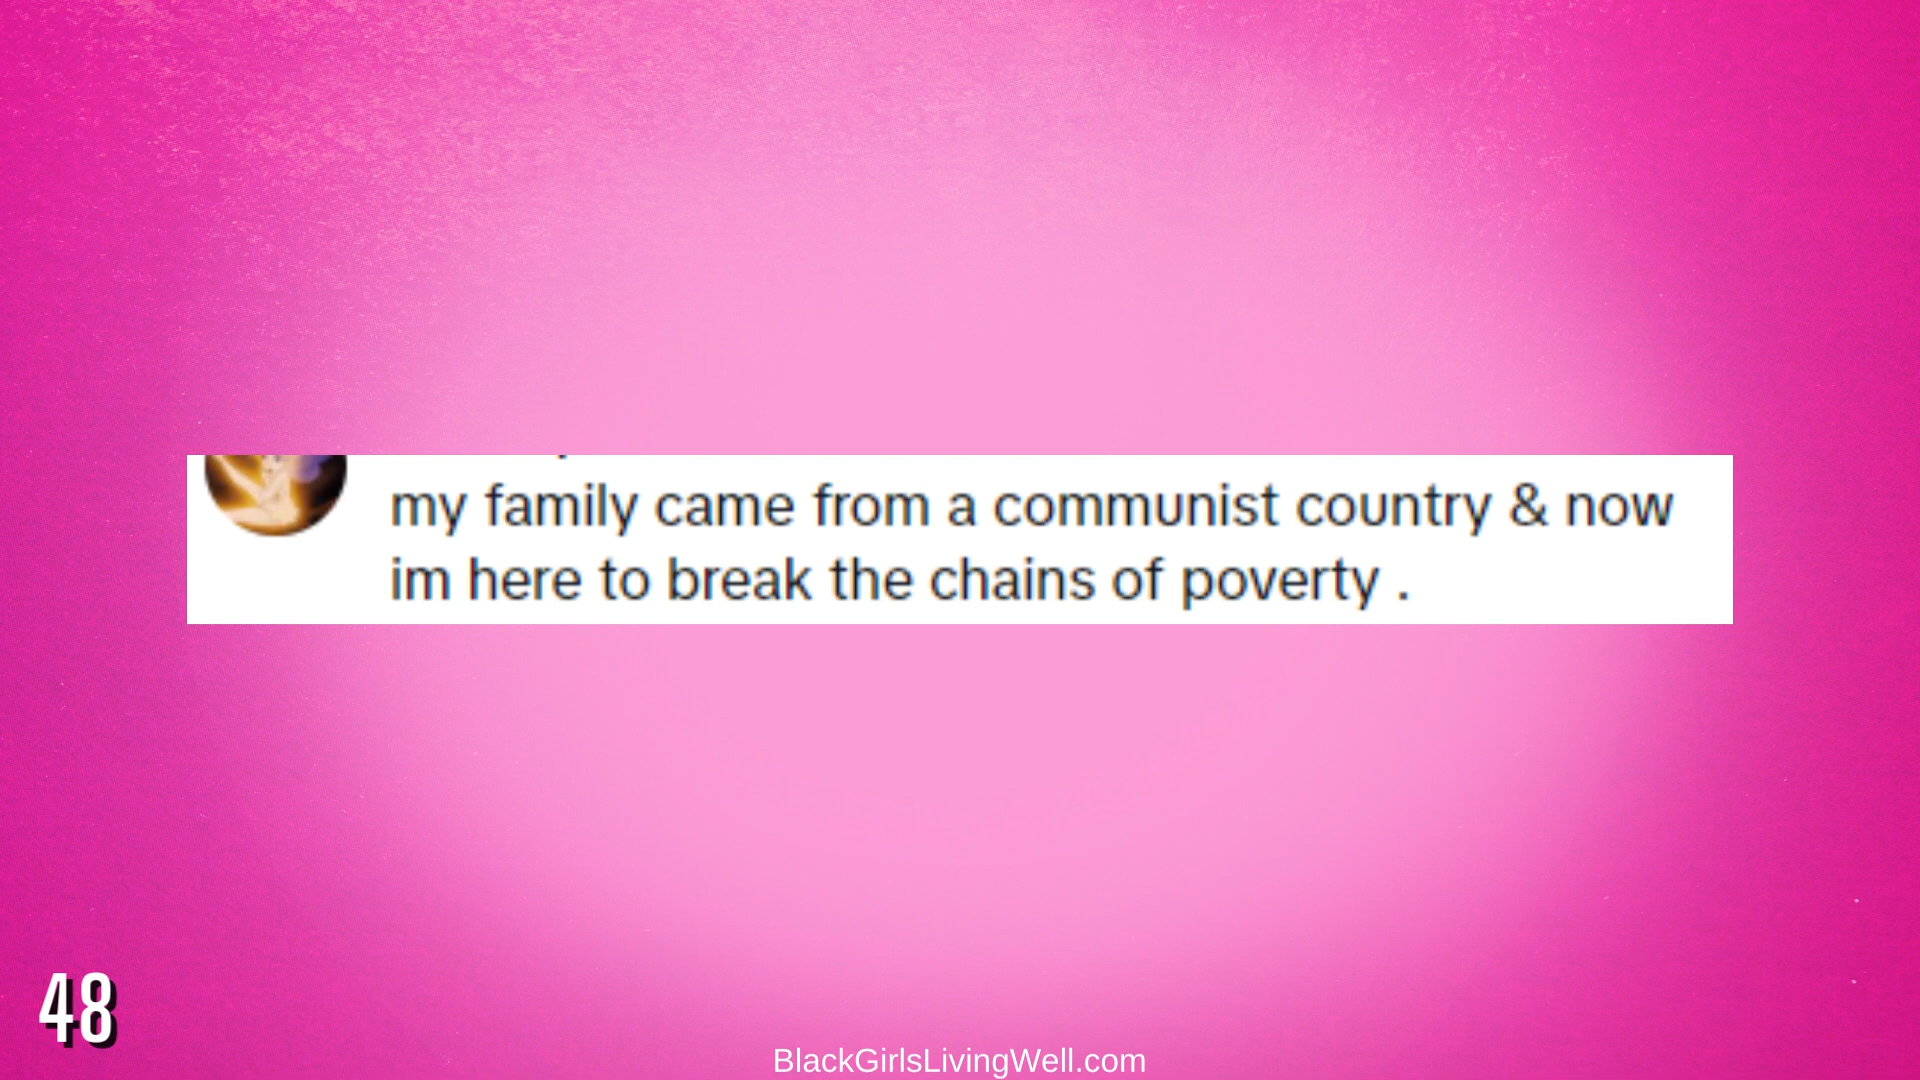 my family came from a communist country & now
im here to break the chains of poverty .
48
BlackGirlsLivingWell.com